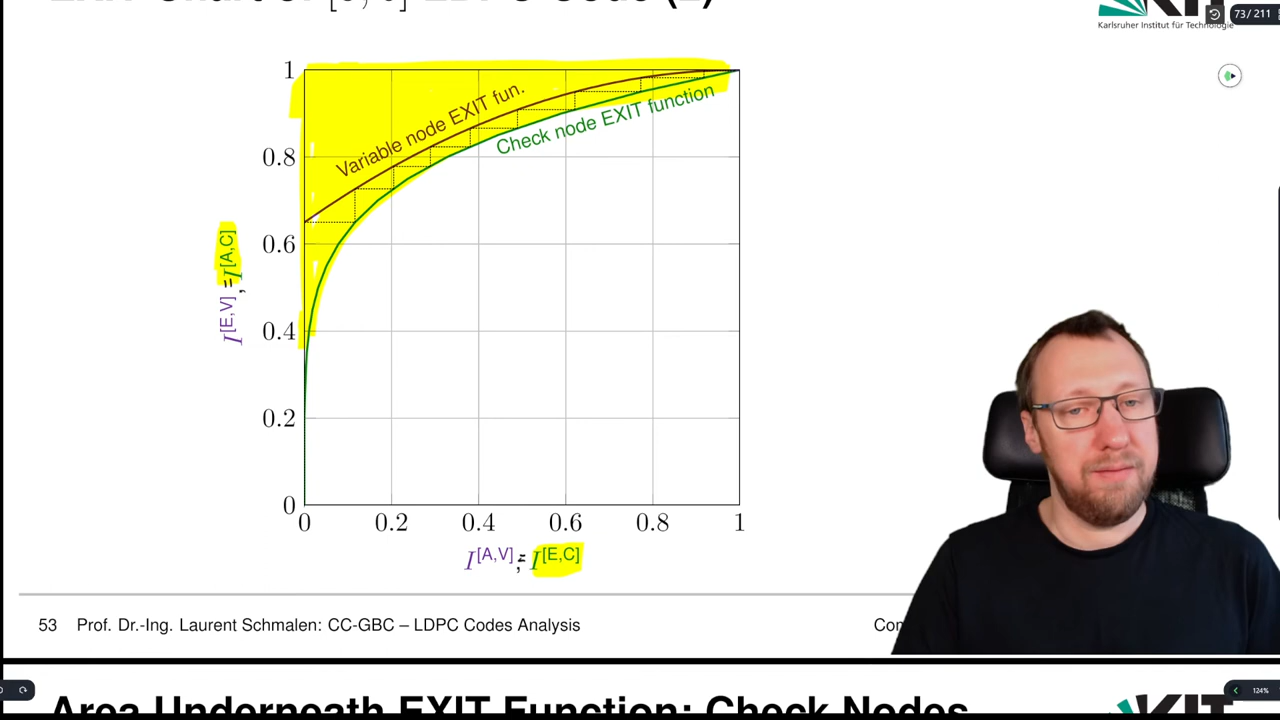 Karlsruher Institut für Technologie
73/211
1
0.8
0.6
0.4
0.2
0
0 0.2 0.4 0.6 0.8 1
Variable node EXIT fun.
Check node EXIT function
I[E,V], = I[A,C]
I[A,V], = I[E,C]
53 Prof. Dr.-Ing. Laurent Schmalen: CC-GBC – LDPC Codes Analysis
124%
Area Underneath EXIT Function: Check Nodes
KIT